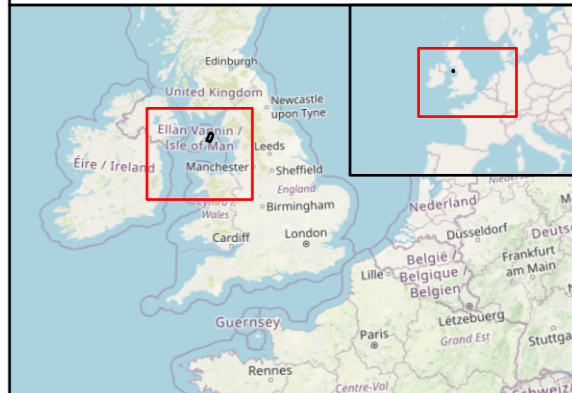 Edinburgh
United Kingdom
Newcastle
upon Tyne
Ellan Vannin /
Isle of Man
Leeds
Éire / Ireland
Manchester
Sheffield
England
Cymru /
Wales
Birmingham
Nederland
Cardiff
London
Düsseldorf
Deuts
België /
Belgique /
Belgien
Frankfurt
am Main
Lille
Guernsey
Lëtzebuerg
Paris
Grand Est
Stuttga
Rennes
Centre-Val
Schweiz/